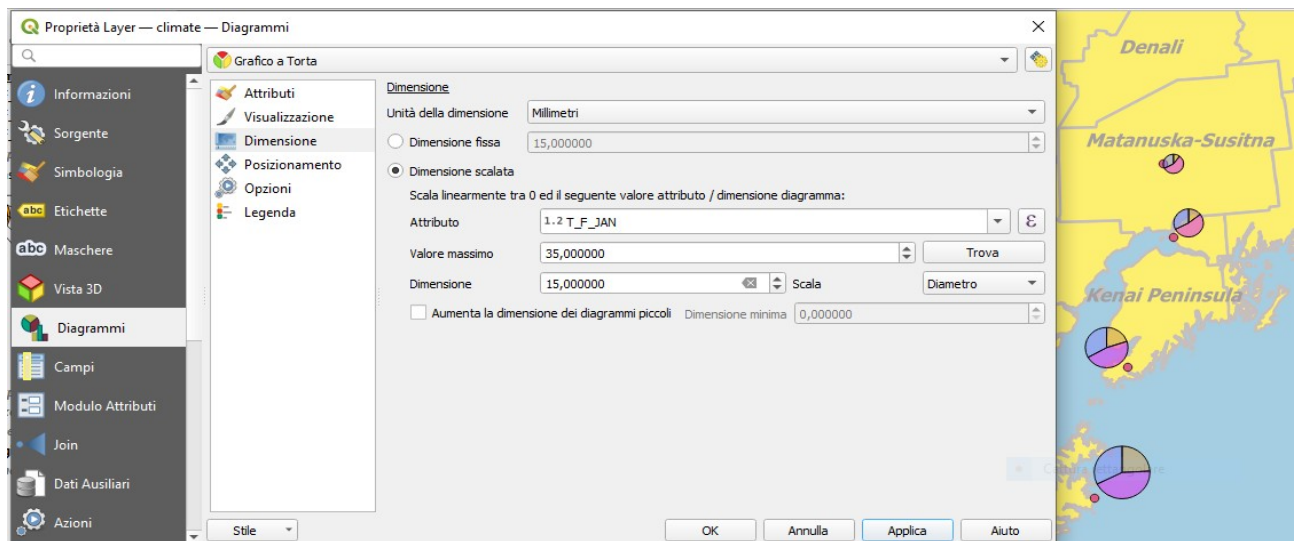 Proprietà Layer — climate — Diagrammi
Grafico a Torta
Informazioni
Sorgente
Simbologia
abc Etichette
abc Maschere
Vista 3D
Diagrammi
Campi
Modulo Attributi
Join
Dati Ausiliari
Azioni
Attributi
Visualizzazione
Dimensione
Posizionamento
Opzioni
Legenda
Dimensione
Unità della dimensione Millimetri
Dimensione fissa 15,000000
Dimensione scalata
Scala linearmente tra 0 ed il seguente valore attributo / dimensione diagramma:
Attributo 1.2 T_F_JAN ε
Valore massimo 35,000000 Trova
Dimensione 15,000000 Scala Diametro
Aumenta la dimensione dei diagrammi piccoli Dimensione minima 0,000000
Stile OK Annulla Applica Aiuto
Denali
Matanuska-Susitna
Kenai Peninsula